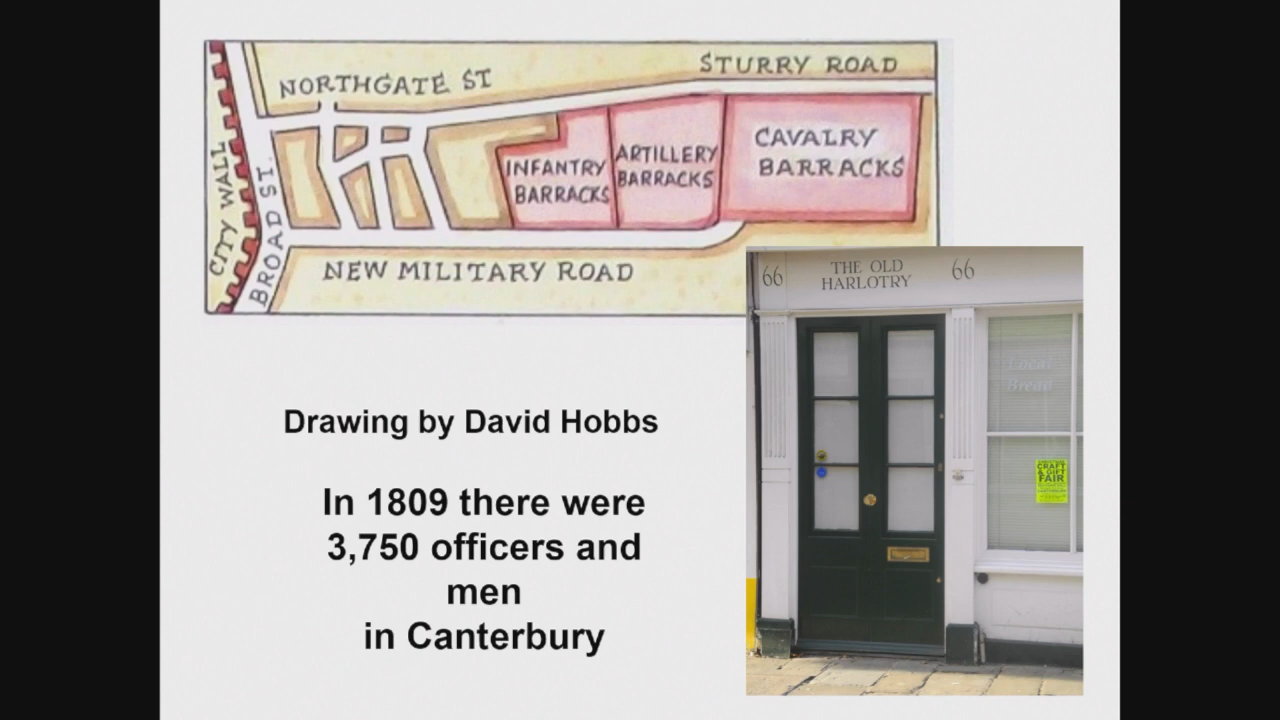 STURRY ROAD
NORTHGATE ST
CAVALRY
BARRACKS
ARTILLERY
BARRACKS
INFANTRY
BARRACKS
CITY WALL
BROAD ST.
NEW MILITARY ROAD
66 THE OLD 66
HARLOTRY
Local
Bread
CRAFT
& GIFT
FAIR
Drawing by David Hobbs
In 1809 there were
3,750 officers and
men
in Canterbury